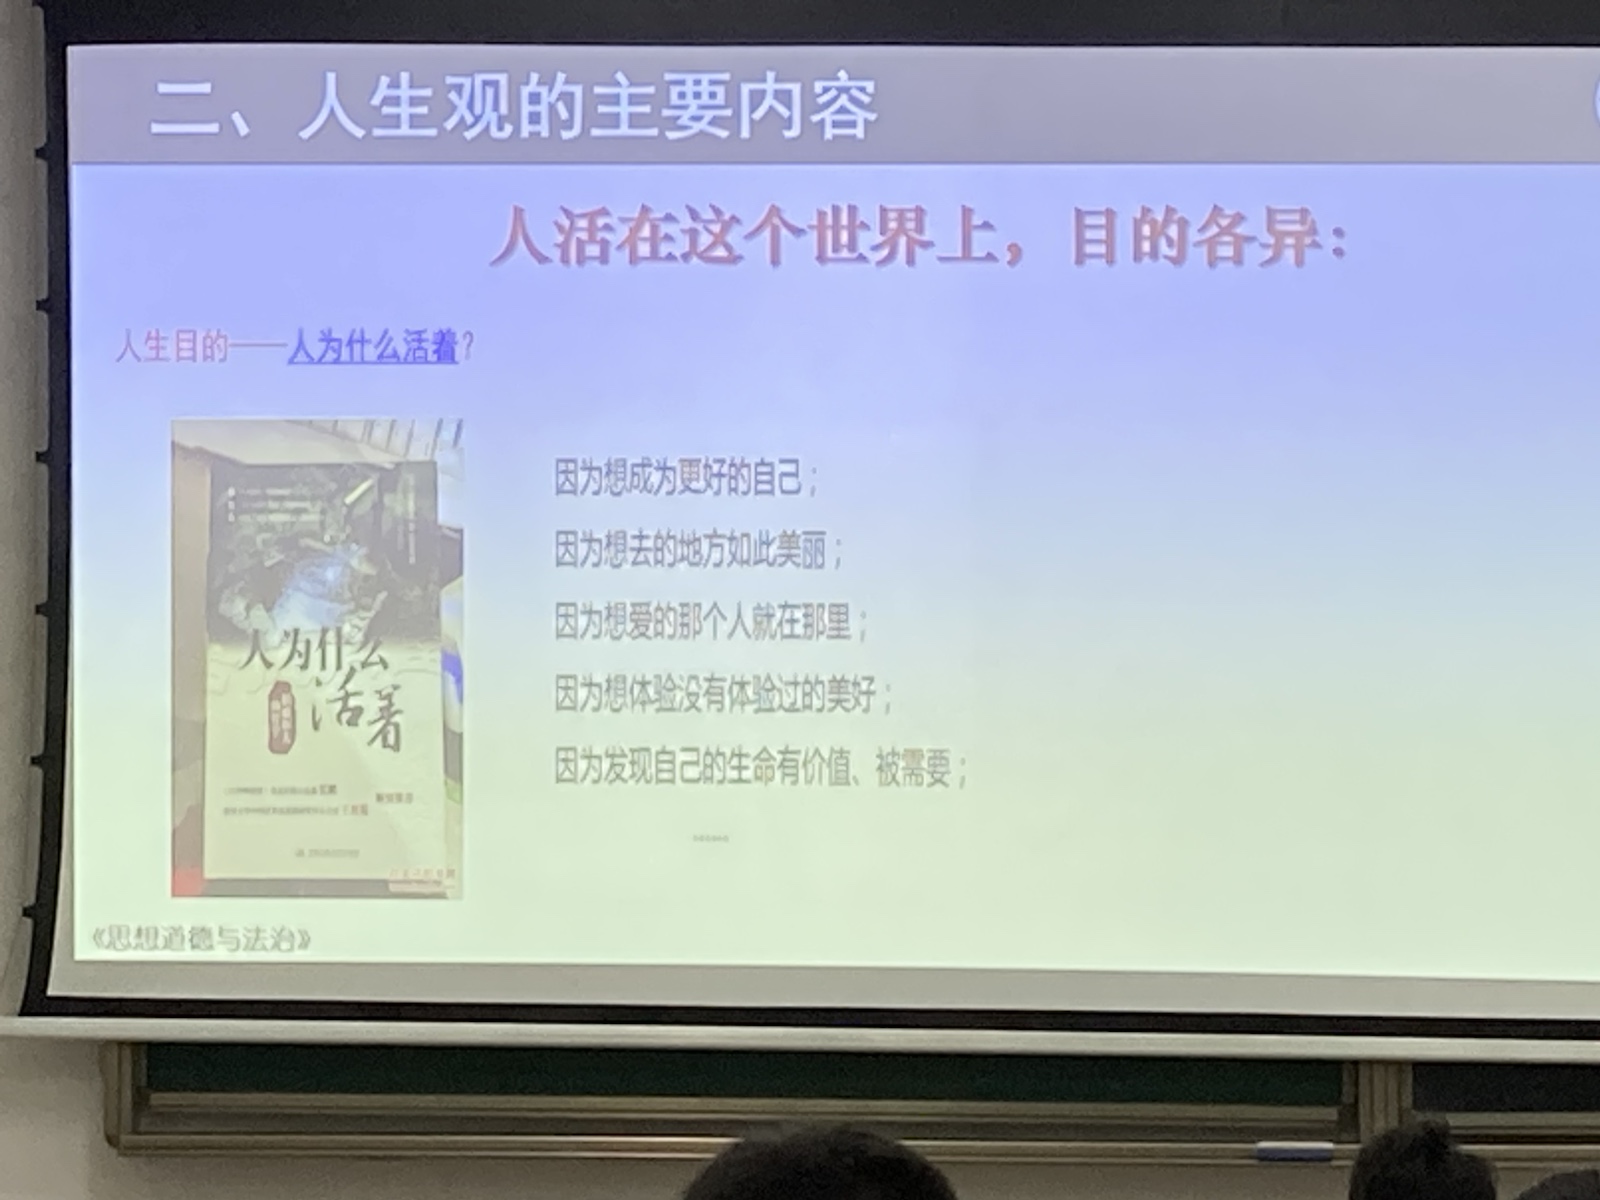 二、人生观的主要内容
人活在这个世界上，目的各异：
人生目的——人为什么活着？
因为想成为更好的自己；
因为想去的地方如此美丽；
因为想爱的那个人就在那里；
因为想体验没有体验过的美好；
因为发现自己的生命有价值、被需要；
…………
人为什么
活着
《思想道德与法治》